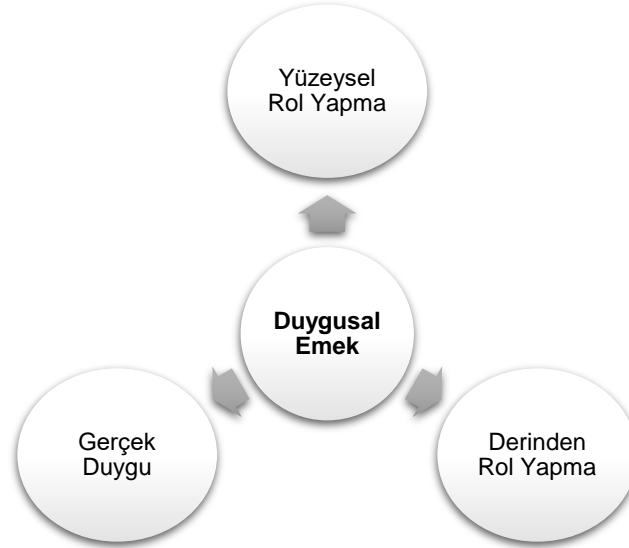 Yüzeysel
Rol Yapma
Duygusal
Emek
Gerçek
Duygu
Derinden
Rol Yapma